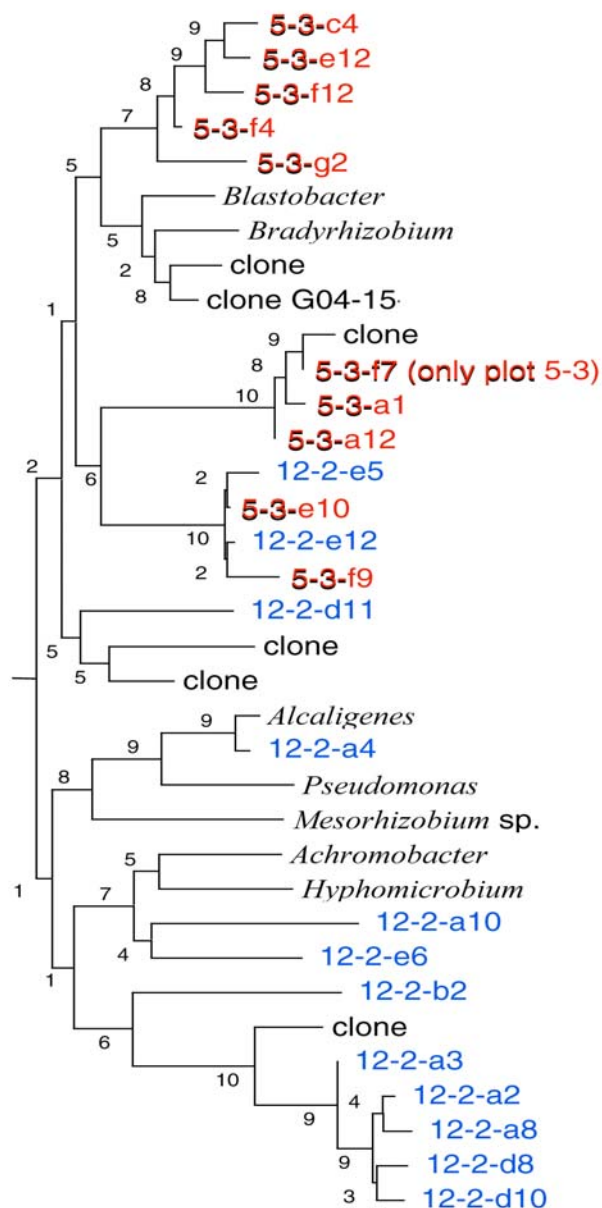 9
5-3-c4
9
5-3-e12
8
5-3-f12
7
5-3-f4
5
5-3-g2
Blastobacter
5
Bradyrhizobium
2
clone
8
clone G04-15
1
9
clone
8
5-3-f7 (only plot 5-3)
10
5-3-a1
5-3-a12
2
6
2
12-2-e5
5-3-e10
10
12-2-e12
2
5-3-f9
12-2-d11
5
clone
5
clone
9
Alcaligenes
9
12-2-a4
8
Pseudomonas
Mesorhizobium sp.
1
5
Achromobacter
7
Hyphomicrobium
12-2-a10
4
12-2-e6
1
12-2-b2
6
clone
10
12-2-a3
9
4
12-2-a2
12-2-a8
9
12-2-d8
3
12-2-d10